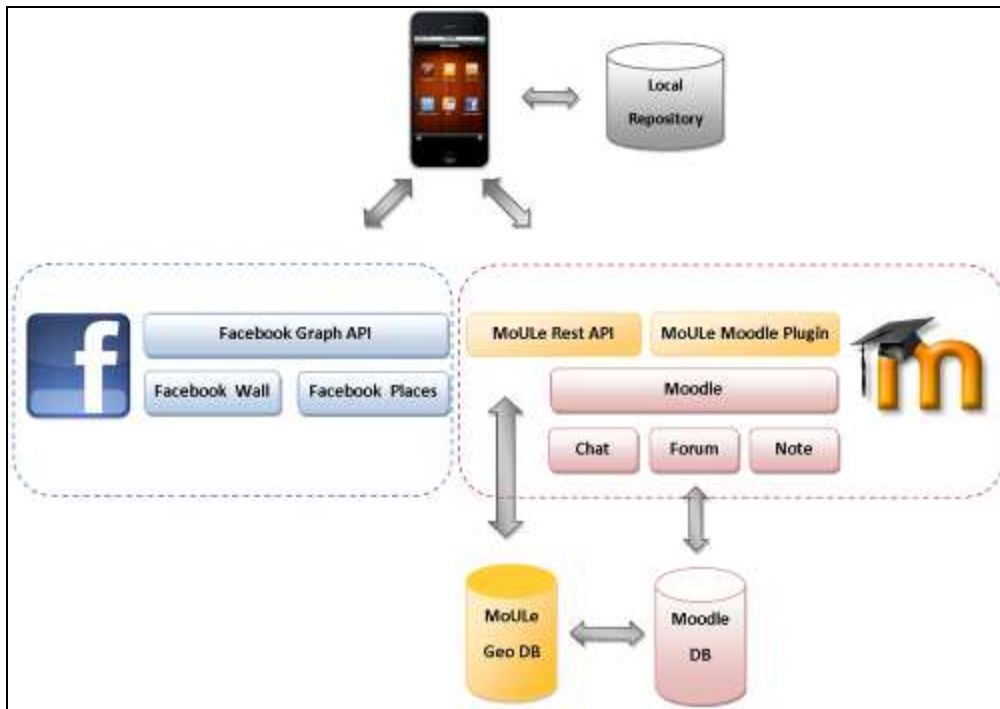 Local
Repository
Facebook Graph API
Facebook Wall
Facebook Places
MoULe Rest API
MoULe Moodle Plugin
Moodle
Chat
Forum
Note
MoULe
Geo DB
Moodle
DB